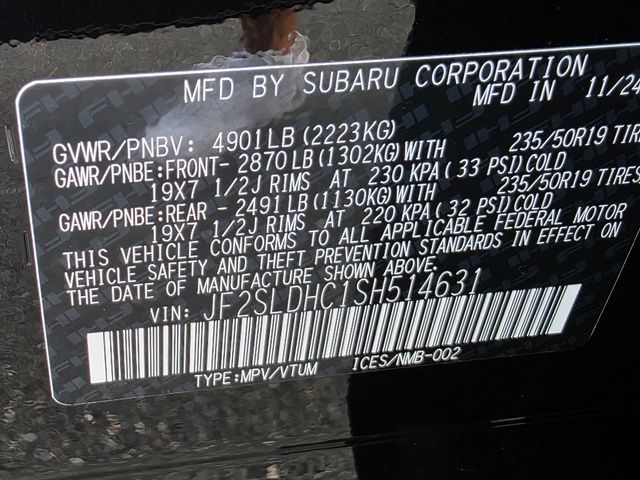 MFD BY SUBARU CORPORATION
MFD IN 11/24
GVWR/PNBV: 4901LB(2223KG)
GAWR/PNBE:FRONT- 2870LB(1302KG)WITH 235/50R19 TIRES
19X7 1/2J RIMS AT 230 KPA( 33 PSI)COLD
GAWR/PNBE:REAR - 2491LB(1130KG)WITH 235/50R19 TIRES
19X7 1/2J RIMS AT 220 KPA( 32 PSI)COLD
THIS VEHICLE CONFORMS TO ALL APPLICABLE FEDERAL MOTOR
VEHICLE SAFETY AND THEFT PREVENTION STANDARDS IN EFFECT ON
THE DATE OF MANUFACTURE SHOWN ABOVE.
VIN: JF2SLDHC1SH514631
TYPE:MPV/VTUM ICES/NMB-002